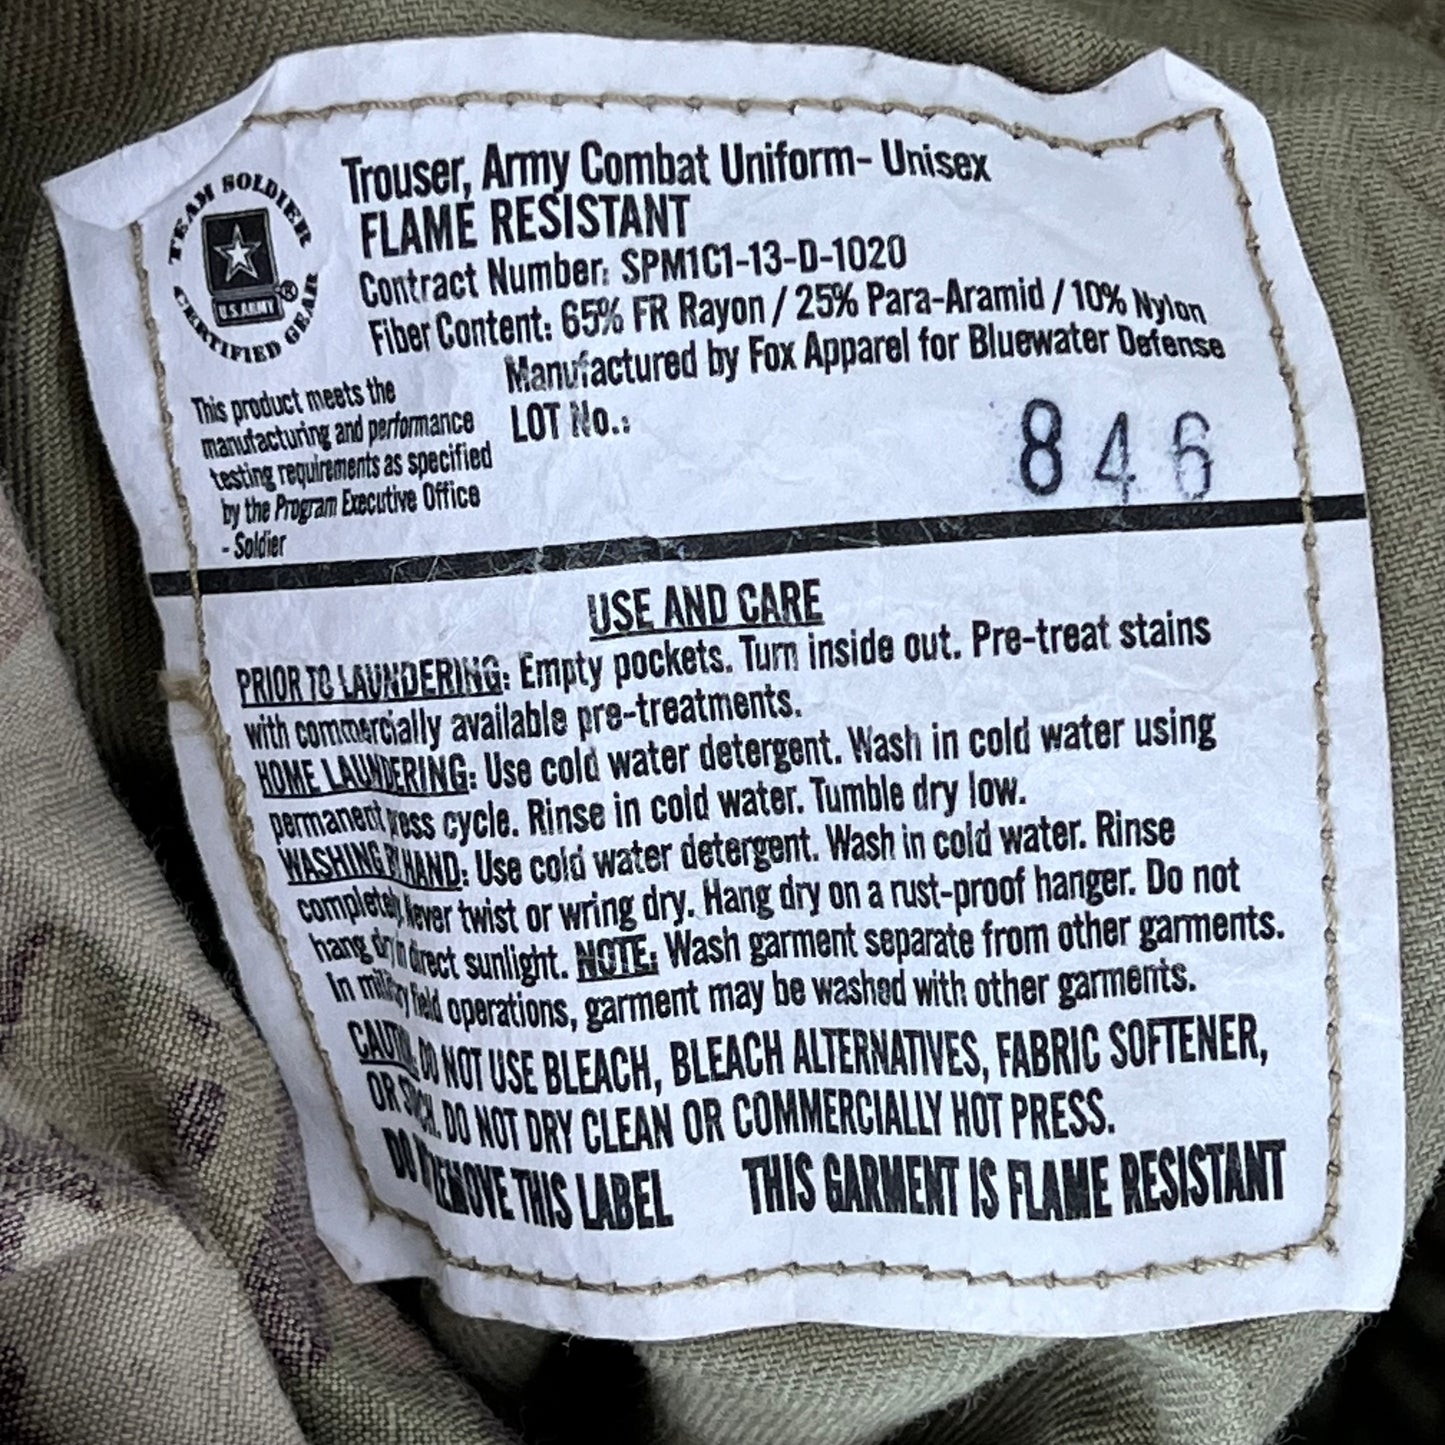 TEAM SOLDIER
CERTIFIED GEAR
U.S. ARMY
®
Trouser, Army Combat Uniform- Unisex
FLAME RESISTANT
Contract Number: SPM1C1-13-D-1020
Fiber Content: 65% FR Rayon / 25% Para-Aramid / 10% Nylon
Manufactured by Fox Apparel for Bluewater Defense
LOT No.: 846
This product meets the
manufacturing and performance
testing requirements as specified
by the Program Executive Office
- Soldier
USE AND CARE
PRIOR TO LAUNDERING: Empty pockets. Turn inside out. Pre-treat stains
with commercially available pre-treatments.
HOME LAUNDERING: Use cold water detergent. Wash in cold water using
permanent press cycle. Rinse in cold water. Tumble dry low.
WASHING BY HAND: Use cold water detergent. Wash in cold water. Rinse
completely. Never twist or wring dry. Hang dry on a rust-proof hanger. Do not
hang dry in direct sunlight. NOTE: Wash garment separate from other garments.
In military field operations, garment may be washed with other garments.
CAUTION: DO NOT USE BLEACH, BLEACH ALTERNATIVES, FABRIC SOFTENER,
OR STARCH. DO NOT DRY CLEAN OR COMMERCIALLY HOT PRESS.
DO NOT REMOVE THIS LABEL THIS GARMENT IS FLAME RESISTANT